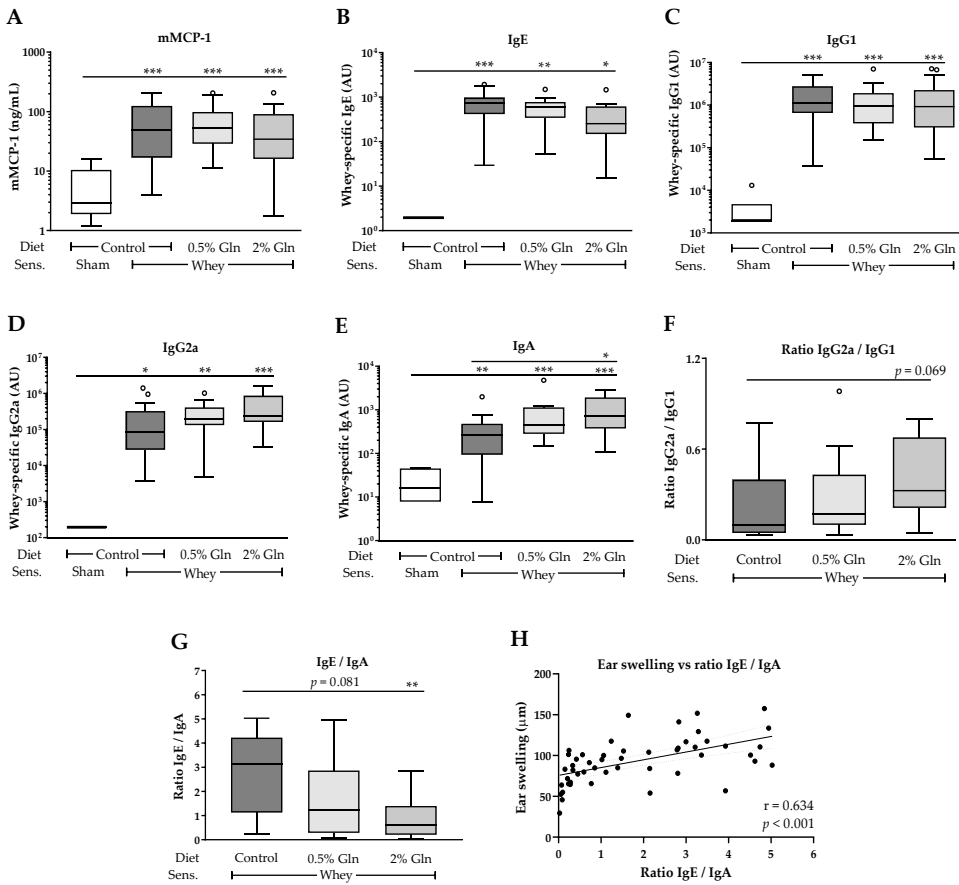 A
mMCP-1
mMCP-1 (ng/mL)
1000
100
10
1
*** *** ***
Diet Control 0.5% Gln 2% Gln
Sens. Sham Whey
B
IgE
Whey-specific IgE (AU)
10⁴
10³
10²
10¹
10⁰
*** ** *
Control 0.5% Gln 2% Gln
Sham Whey
C
IgG1
Whey-specific IgG1 (AU)
10⁷
10⁶
10⁵
10⁴
10³
*** *** ***
Control 0.5% Gln 2% Gln
Sham Whey
D
IgG2a
Whey-specific IgG2a (AU)
10⁷
10⁶
10⁵
10⁴
10³
10²
* ** ***
Diet Control 0.5% Gln 2% Gln
Sens. Sham Whey
E
IgA
Whey-specific IgA (AU)
10⁴
10³
10²
10¹
10⁰
*
** *** ***
Diet Control 0.5% Gln 2% Gln
Sens. Sham Whey
F
Ratio IgG2a / IgG1
Ratio IgG2a / IgG1
1.2
0.6
0.0
p = 0.069
Diet Control 0.5% Gln 2% Gln
Sens. Whey
G
IgE / IgA
Ratio IgE / IgA
7
6
5
4
3
2
1
0
p = 0.081 **
Diet Control 0.5% Gln 2% Gln
Sens. Whey
H
Ear swelling vs ratio IgE / IgA
Ear swelling (µm)
200
150
100
50
0
r = 0.634
p < 0.001
0 1 2 3 4 5 6
Ratio IgE / IgA